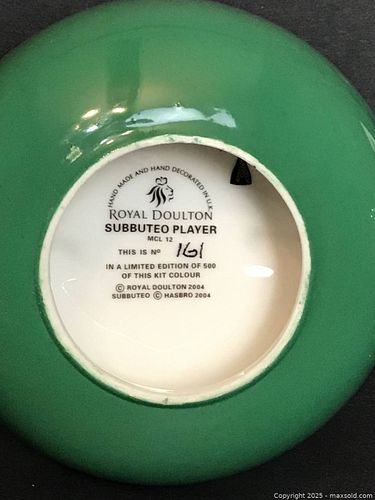 HAND MADE AND HAND DECORATED IN U.K.
ROYAL DOULTON
SUBBUTEO PLAYER
MCL 12
THIS IS Nº 161
IN A LIMITED EDITION OF 500
OF THIS KIT COLOUR
© ROYAL DOULTON 2004
SUBBUTEO © HASBRO 2004
Copyright © 2025 - maxsold.com